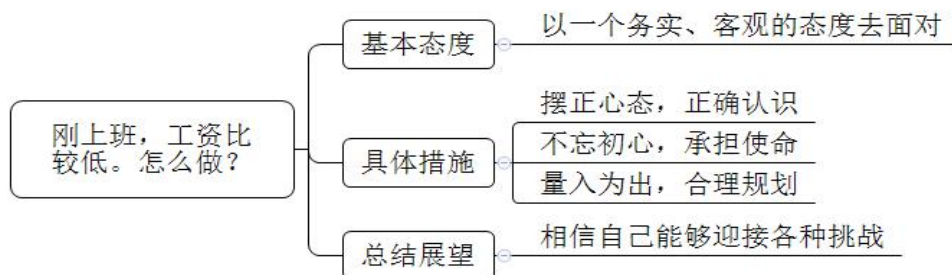 刚上班，工资比
较低。怎么做？
基本态度
以一个务实、客观的态度去面对
具体措施
摆正心态，正确认识
不忘初心，承担使命
量入为出，合理规划
总结展望
相信自己能够迎接各种挑战